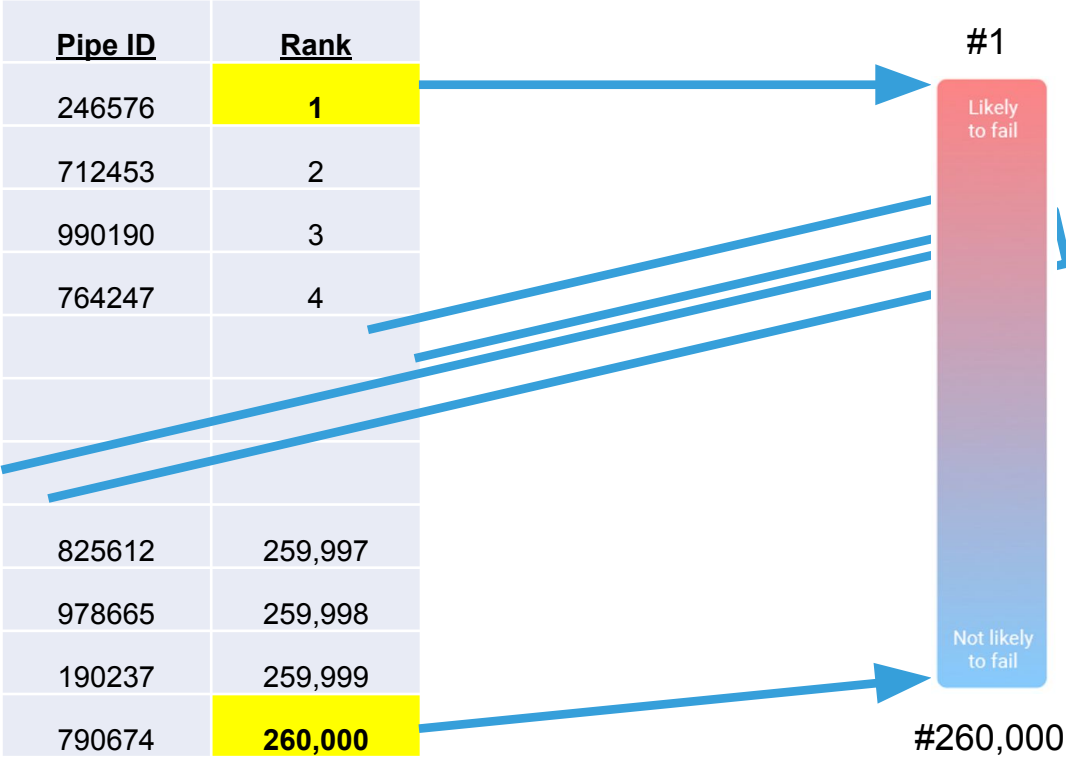 Pipe ID Rank
246576 1
712453 2
990190 3
764247 4
825612 259,997
978665 259,998
190237 259,999
790674 260,000
#1
Likely
to fail
Not likely
to fail
#260,000